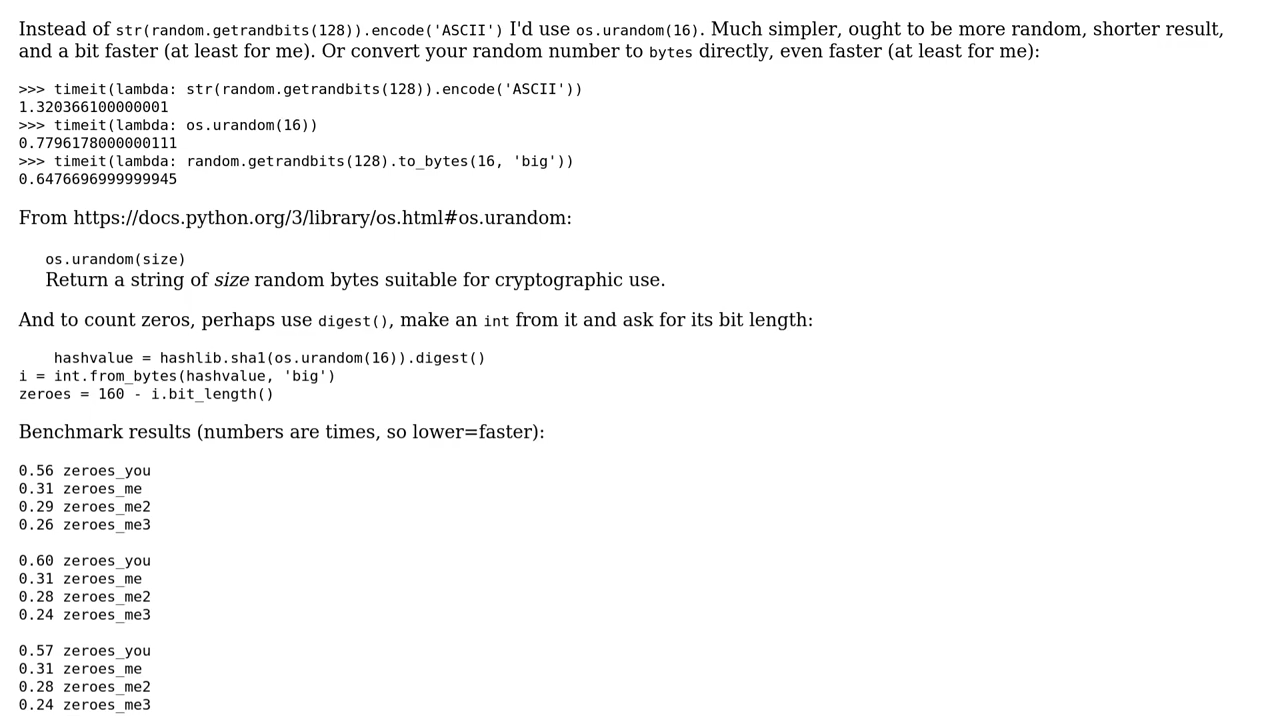 Instead of str(random.getrandbits(128)).encode('ASCII') I'd use os.urandom(16). Much simpler, ought to be more random, shorter result,
and a bit faster (at least for me). Or convert your random number to bytes directly, even faster (at least for me):
>>> timeit(lambda: str(random.getrandbits(128)).encode('ASCII'))
1.320366100000001
>>> timeit(lambda: os.urandom(16))
0.7796178000000111
>>> timeit(lambda: random.getrandbits(128).to_bytes(16, 'big'))
0.6476696999999945
From https://docs.python.org/3/library/os.html#os.urandom:
os.urandom(size)
Return a string of size random bytes suitable for cryptographic use.
And to count zeros, perhaps use digest(), make an int from it and ask for its bit length:
    hashvalue = hashlib.sha1(os.urandom(16)).digest()
i = int.from_bytes(hashvalue, 'big')
zeroes = 160 - i.bit_length()
Benchmark results (numbers are times, so lower=faster):
0.56 zeroes_you
0.31 zeroes_me
0.29 zeroes_me2
0.26 zeroes_me3
0.60 zeroes_you
0.31 zeroes_me
0.28 zeroes_me2
0.24 zeroes_me3
0.57 zeroes_you
0.31 zeroes_me
0.28 zeroes_me2
0.24 zeroes_me3